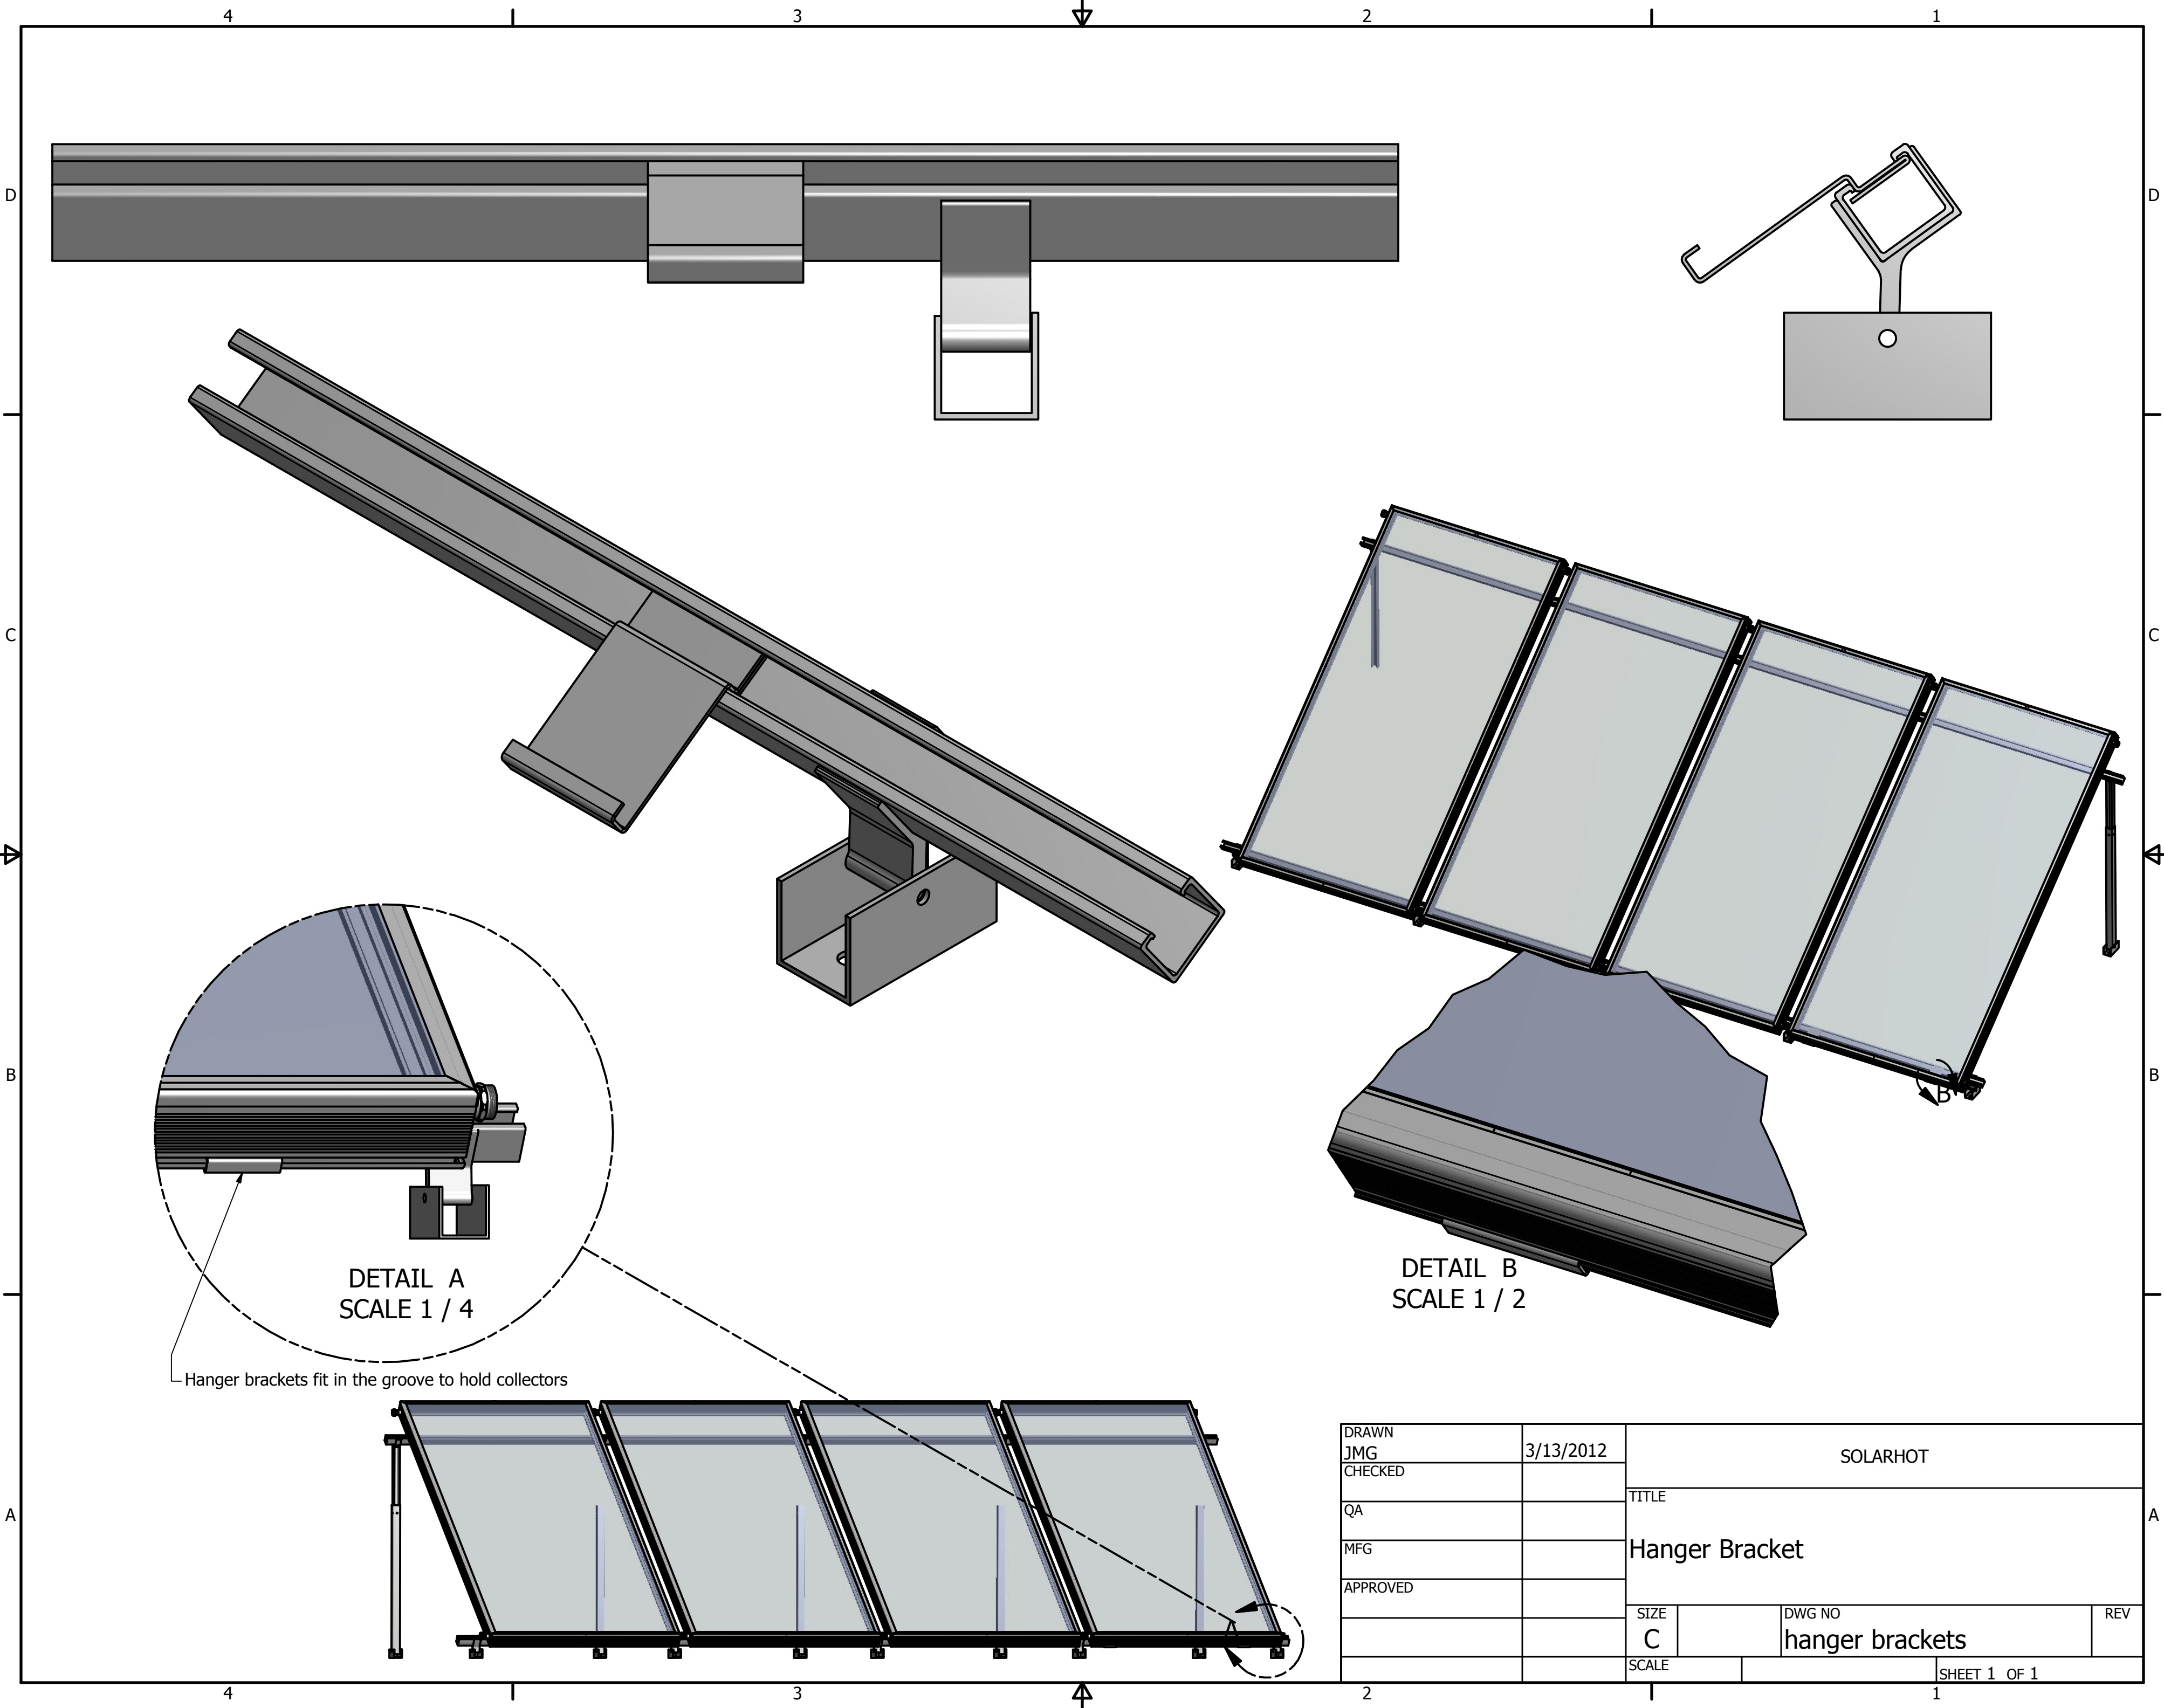 4 3 2 1
D D
C C
B
DETAIL A
SCALE 1 / 4
DETAIL B
SCALE 1 / 2
B B
Hanger brackets fit in the groove to hold collectors
A
A A
DRAWN
JMG
3/13/2012
SOLARHOT
CHECKED
TITLE
QA
MFG
Hanger Bracket
APPROVED
SIZE
C
DWG NO
hanger brackets
REV
SCALE
SHEET 1 OF 1
4 3 2 1